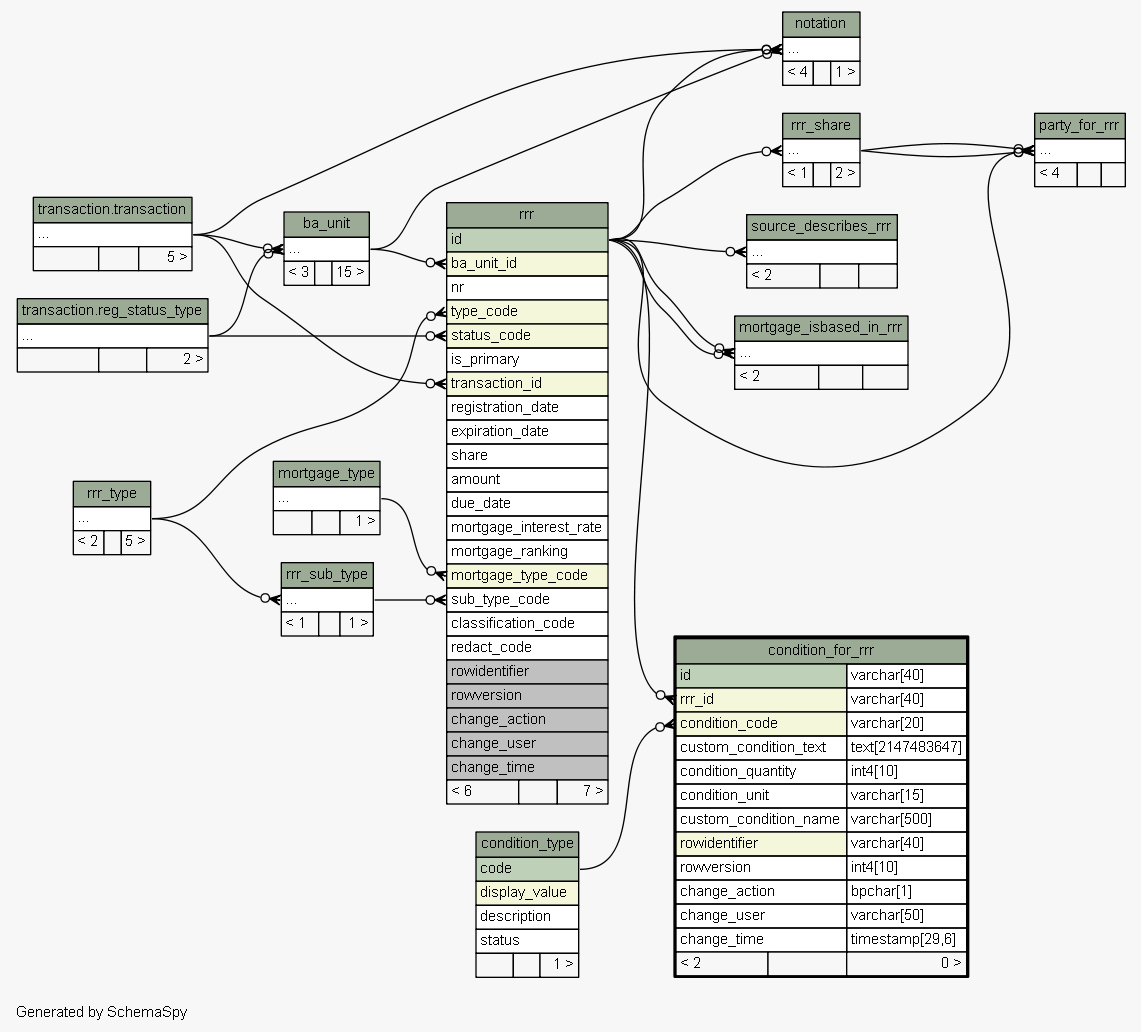 notation
...
< 4 1 >
rrr_share
...
< 1 2 >
party_for_rrr
...
< 4
transaction.transaction
...
5 >
ba_unit
...
< 3 15 >
source_describes_rrr
...
< 2
transaction.reg_status_type
...
2 >
mortgage_isbased_in_rrr
...
< 2
rrr
id
ba_unit_id
nr
type_code
status_code
is_primary
transaction_id
registration_date
expiration_date
share
amount
due_date
mortgage_interest_rate
mortgage_ranking
mortgage_type_code
sub_type_code
classification_code
redact_code
rowidentifier
rowversion
change_action
change_user
change_time
< 6 7 >
mortgage_type
...
1 >
rrr_type
...
< 2 5 >
rrr_sub_type
...
< 1 1 >
condition_for_rrr
id varchar[40]
rrr_id varchar[40]
condition_code varchar[20]
custom_condition_text text[2147483647]
condition_quantity int4[10]
condition_unit varchar[15]
custom_condition_name varchar[500]
rowidentifier varchar[40]
rowversion int4[10]
change_action bpchar[1]
change_user varchar[50]
change_time timestamp[29,6]
< 2 0 >
condition_type
code
display_value
description
status
1 >
Generated by SchemaSpy